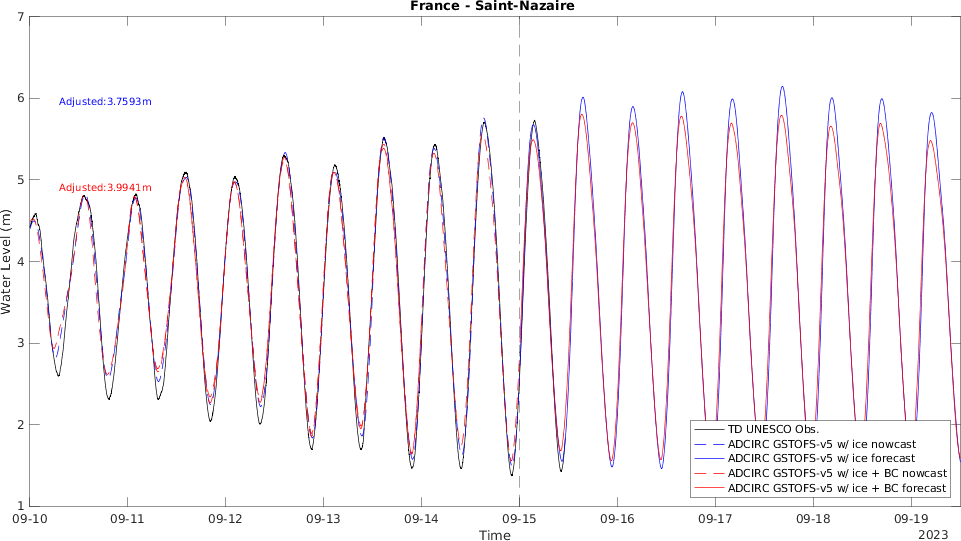 France - Saint-Nazaire
7
6
5
4
3
2
1
Water Level (m)
Adjusted:3.7593m
Adjusted:3.9941m
TD UNESCO Obs.
ADCIRC GSTOFS-v5 w/ ice nowcast
ADCIRC GSTOFS-v5 w/ ice forecast
ADCIRC GSTOFS-v5 w/ ice + BC nowcast
ADCIRC GSTOFS-v5 w/ ice + BC forecast
09-10 09-11 09-12 09-13 09-14 09-15 09-16 09-17 09-18 09-19
Time
2023